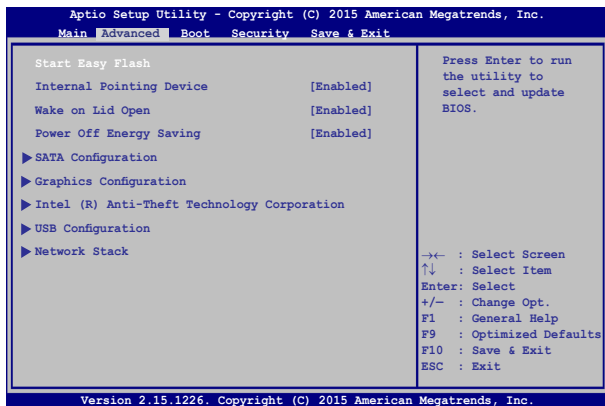 Aptio Setup Utility - Copyright (C) 2015 American Megatrends, Inc.
Main Advanced Boot Security Save & Exit
Start Easy Flash
Internal Pointing Device [Enabled]
Wake on Lid Open [Enabled]
Power Off Energy Saving [Enabled]
SATA Configuration
Graphics Configuration
Intel (R) Anti-Theft Technology Corporation
USB Configuration
Network Stack
Press Enter to run
the utility to
select and update
BIOS.
→← : Select Screen
↑↓ : Select Item
Enter: Select
+/— : Change Opt.
F1 : General Help
F9 : Optimized Defaults
F10 : Save & Exit
ESC : Exit
Version 2.15.1226. Copyright (C) 2015 American Megatrends, Inc.